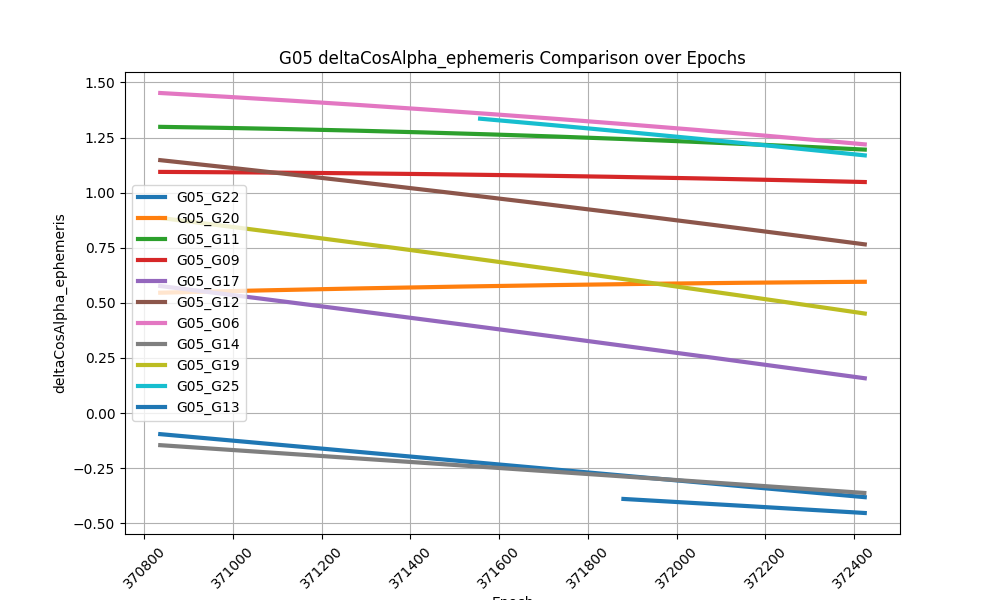 G05 deltaCosAlpha_ephemeris Comparison over Epochs
deltaCosAlpha_ephemeris
1.50
1.25
1.00
0.75
0.50
0.25
0.00
−0.25
−0.50
G05_G22
G05_G20
G05_G11
G05_G09
G05_G17
G05_G12
G05_G06
G05_G14
G05_G19
G05_G25
G05_G13
370800
371000
371200
371400
371600
371800
372000
372200
372400
Epoch